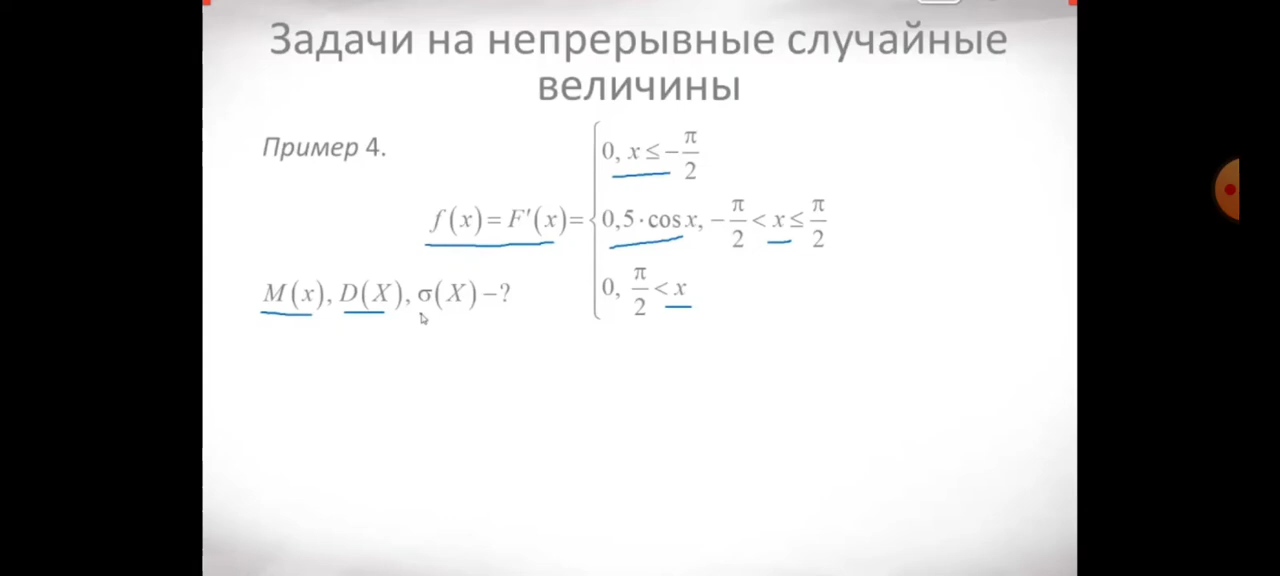 Задачи на непрерывные случайные
величины
Пример 4.
f(x)=F'(x)= { 0, x ≤ -π/2
0,5·cos x, -π/2 < x ≤ π/2
0, π/2 < x
M(x), D(X), σ(X) – ?